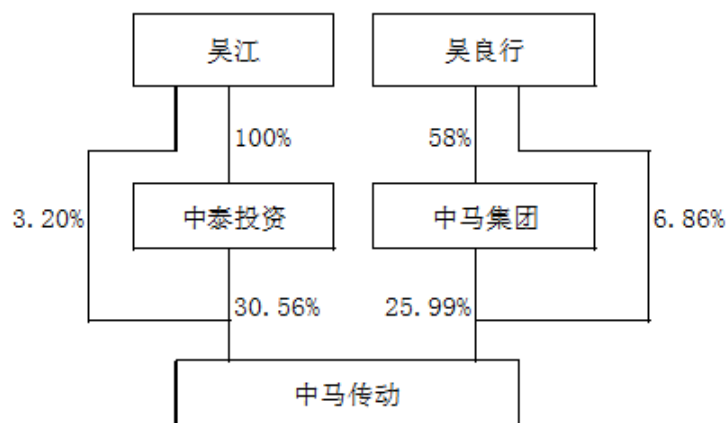 吴江
吴良行
100%
58%
3.20%
中泰投资
中马集团
6.86%
30.56%
25.99%
中马传动